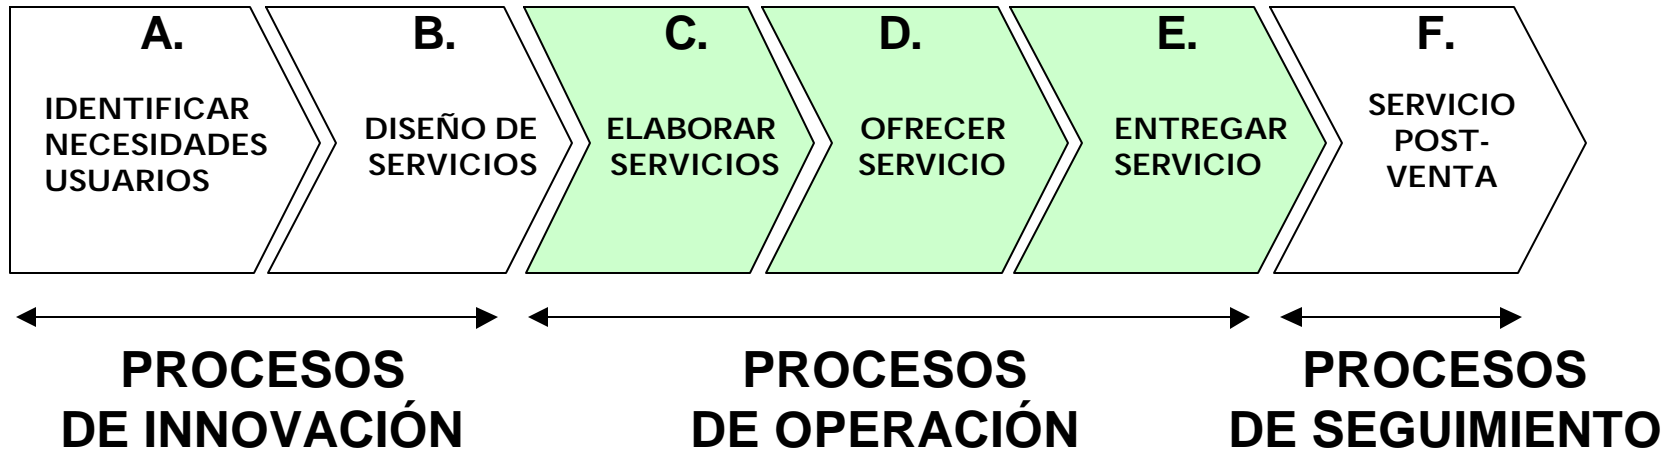 A.
IDENTIFICAR
NECESIDADES
USUARIOS
B.
DISEÑO DE
SERVICIOS
C.
ELABORAR
SERVICIOS
D.
OFRECER
SERVICIO
E.
ENTREGAR
SERVICIO
F.
SERVICIO
POST-
VENTA
PROCESOS
DE INNOVACIÓN
PROCESOS
DE OPERACIÓN
PROCESOS
DE SEGUIMIENTO